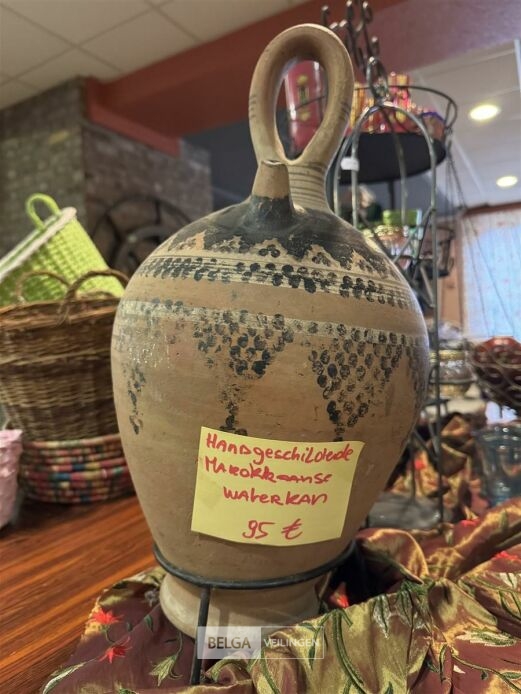 HANDgeschilderde
MAROKKaanse
WATERKAN
95 €
BELGA VEILINGEN